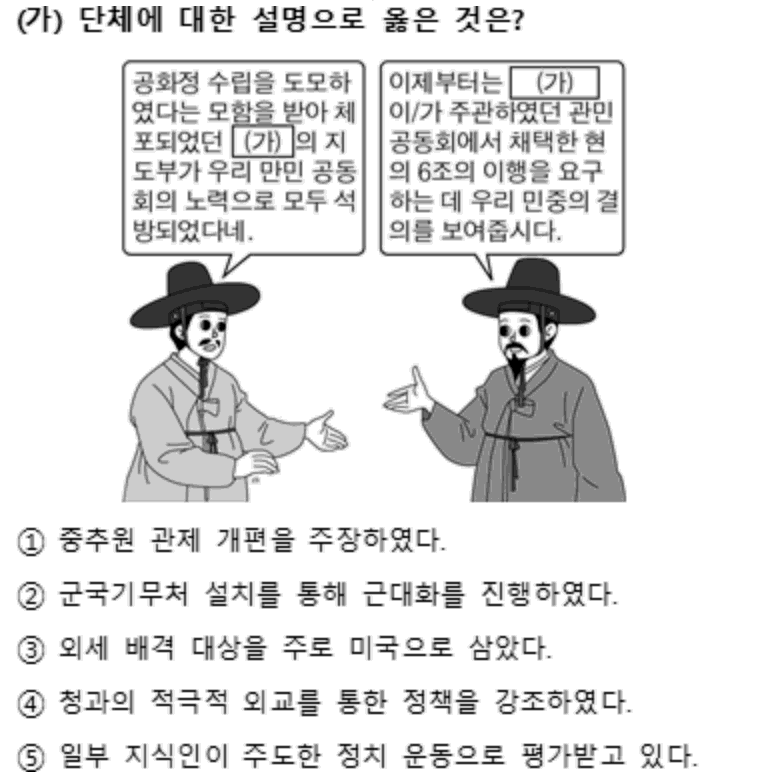 (가) 단체에 대한 설명으로 옳은 것은?
공화정 수립을 도모하
였다는 모함을 받아 체
포되었던 (가)의 지
도부가 우리 만민 공동
회의 노력으로 모두 석
방되었다네.
이제부터는 (가)
이/가 주관하였던 관민
공동회에서 채택한 헌
의 6조의 이행을 요구
하는 데 우리 민중의 결
의를 보여줍시다.
① 중추원 관제 개편을 주장하였다.
② 군국기무처 설치를 통해 근대화를 진행하였다.
③ 외세 배격 대상을 주로 미국으로 삼았다.
④ 청과의 적극적 외교를 통한 정책을 강조하였다.
⑤ 일부 지식인이 주도한 정치 운동으로 평가받고 있다.